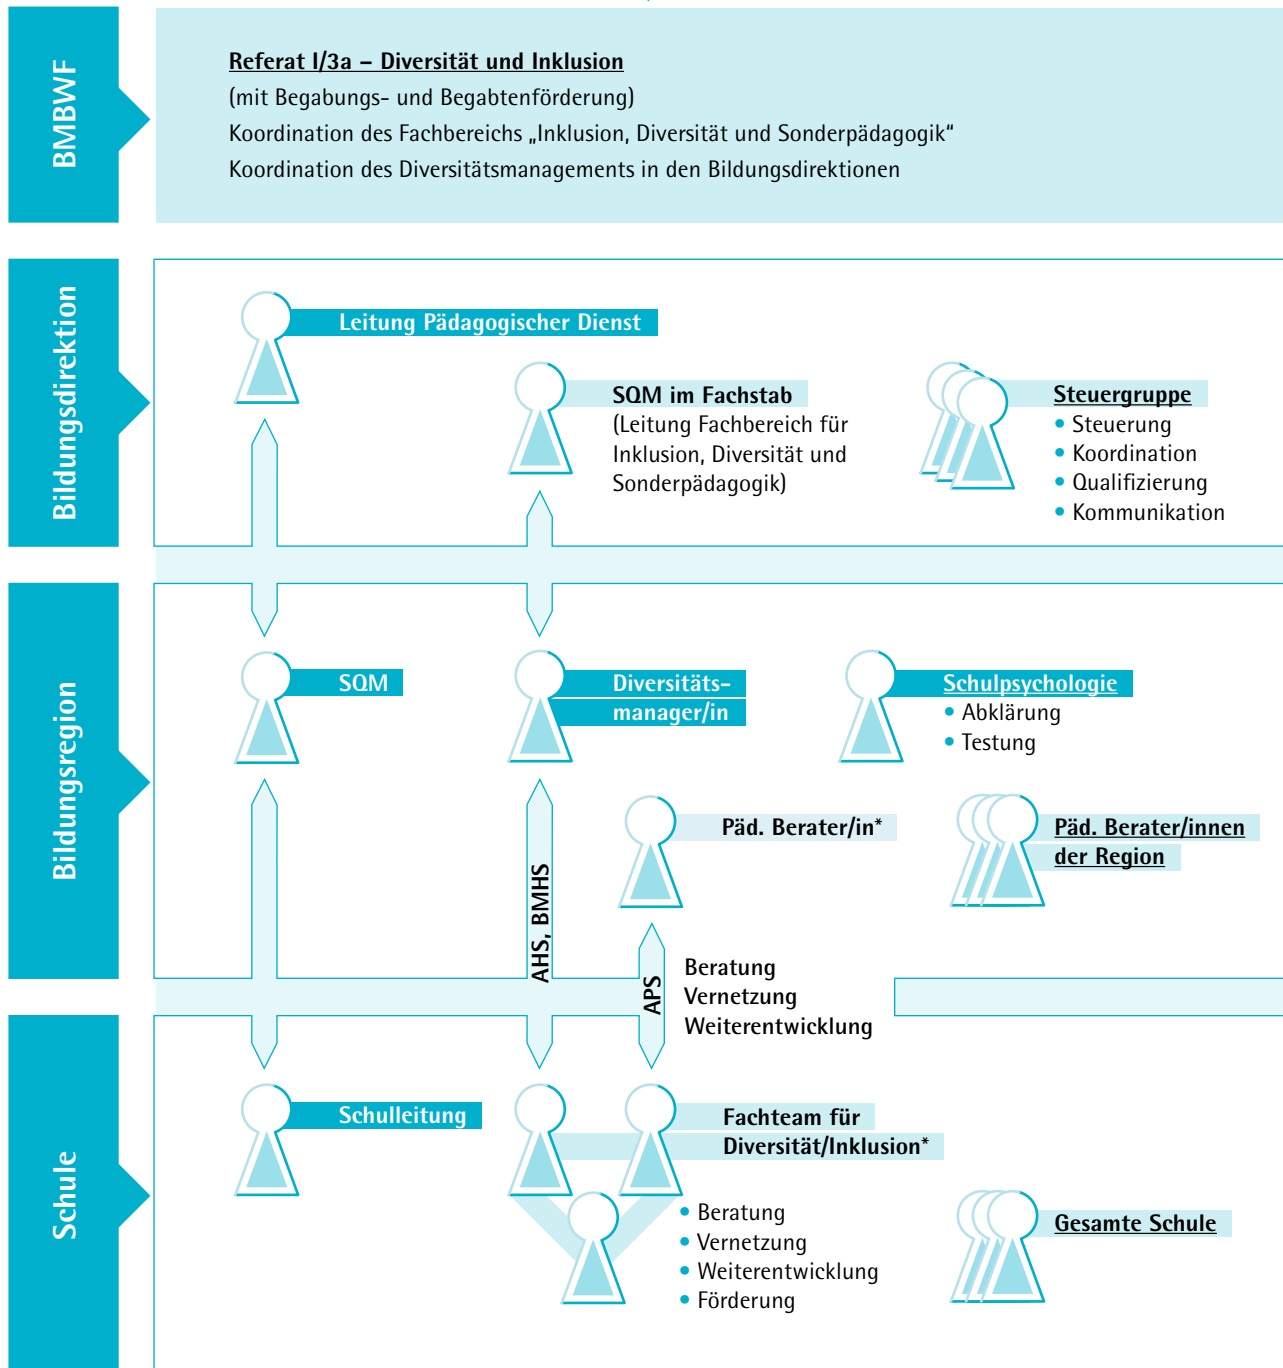 BMBWF
Referat I/3a – Diversität und Inklusion
(mit Begabungs- und Begabtenförderung)
Koordination des Fachbereichs „Inklusion, Diversität und Sonderpädagogik“
Koordination des Diversitätsmanagements in den Bildungsdirektionen
Bildungsdirektion
Leitung Pädagogischer Dienst
SQM im Fachstab
(Leitung Fachbereich für
Inklusion, Diversität und
Sonderpädagogik)
Steuergruppe
• Steuerung
• Koordination
• Qualifizierung
• Kommunikation
Bildungsregion
SQM
Diversitäts-
manager/in
Schulpsychologie
• Abklärung
• Testung
Päd. Berater/in*
Päd. Berater/innen
der Region
AHS, BMHS
APS
Beratung
Vernetzung
Weiterentwicklung
Schule
Schulleitung
Fachteam für
Diversität/Inklusion*
• Beratung
• Vernetzung
• Weiterentwicklung
• Förderung
Gesamte Schule